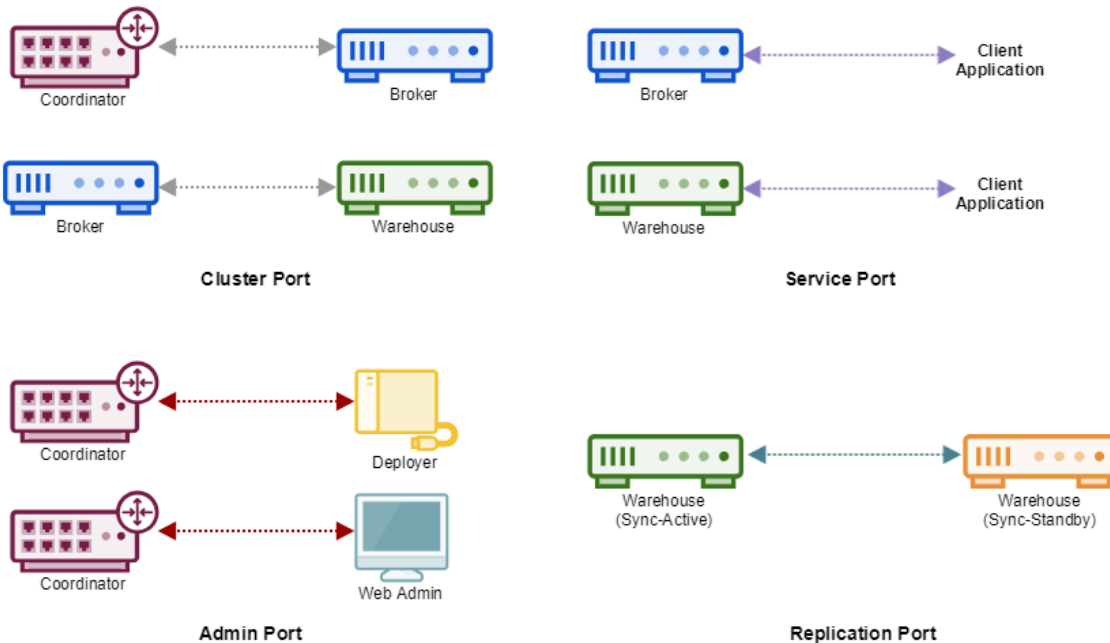 Coordinator
Broker
Broker
Warehouse
Cluster Port
Broker
Client
Application
Warehouse
Client
Application
Service Port
Coordinator
Deployer
Coordinator
Web Admin
Admin Port
Warehouse
(Sync-Active)
Warehouse
(Sync-Standby)
Replication Port